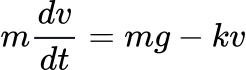 m dv/dt = mg − kv